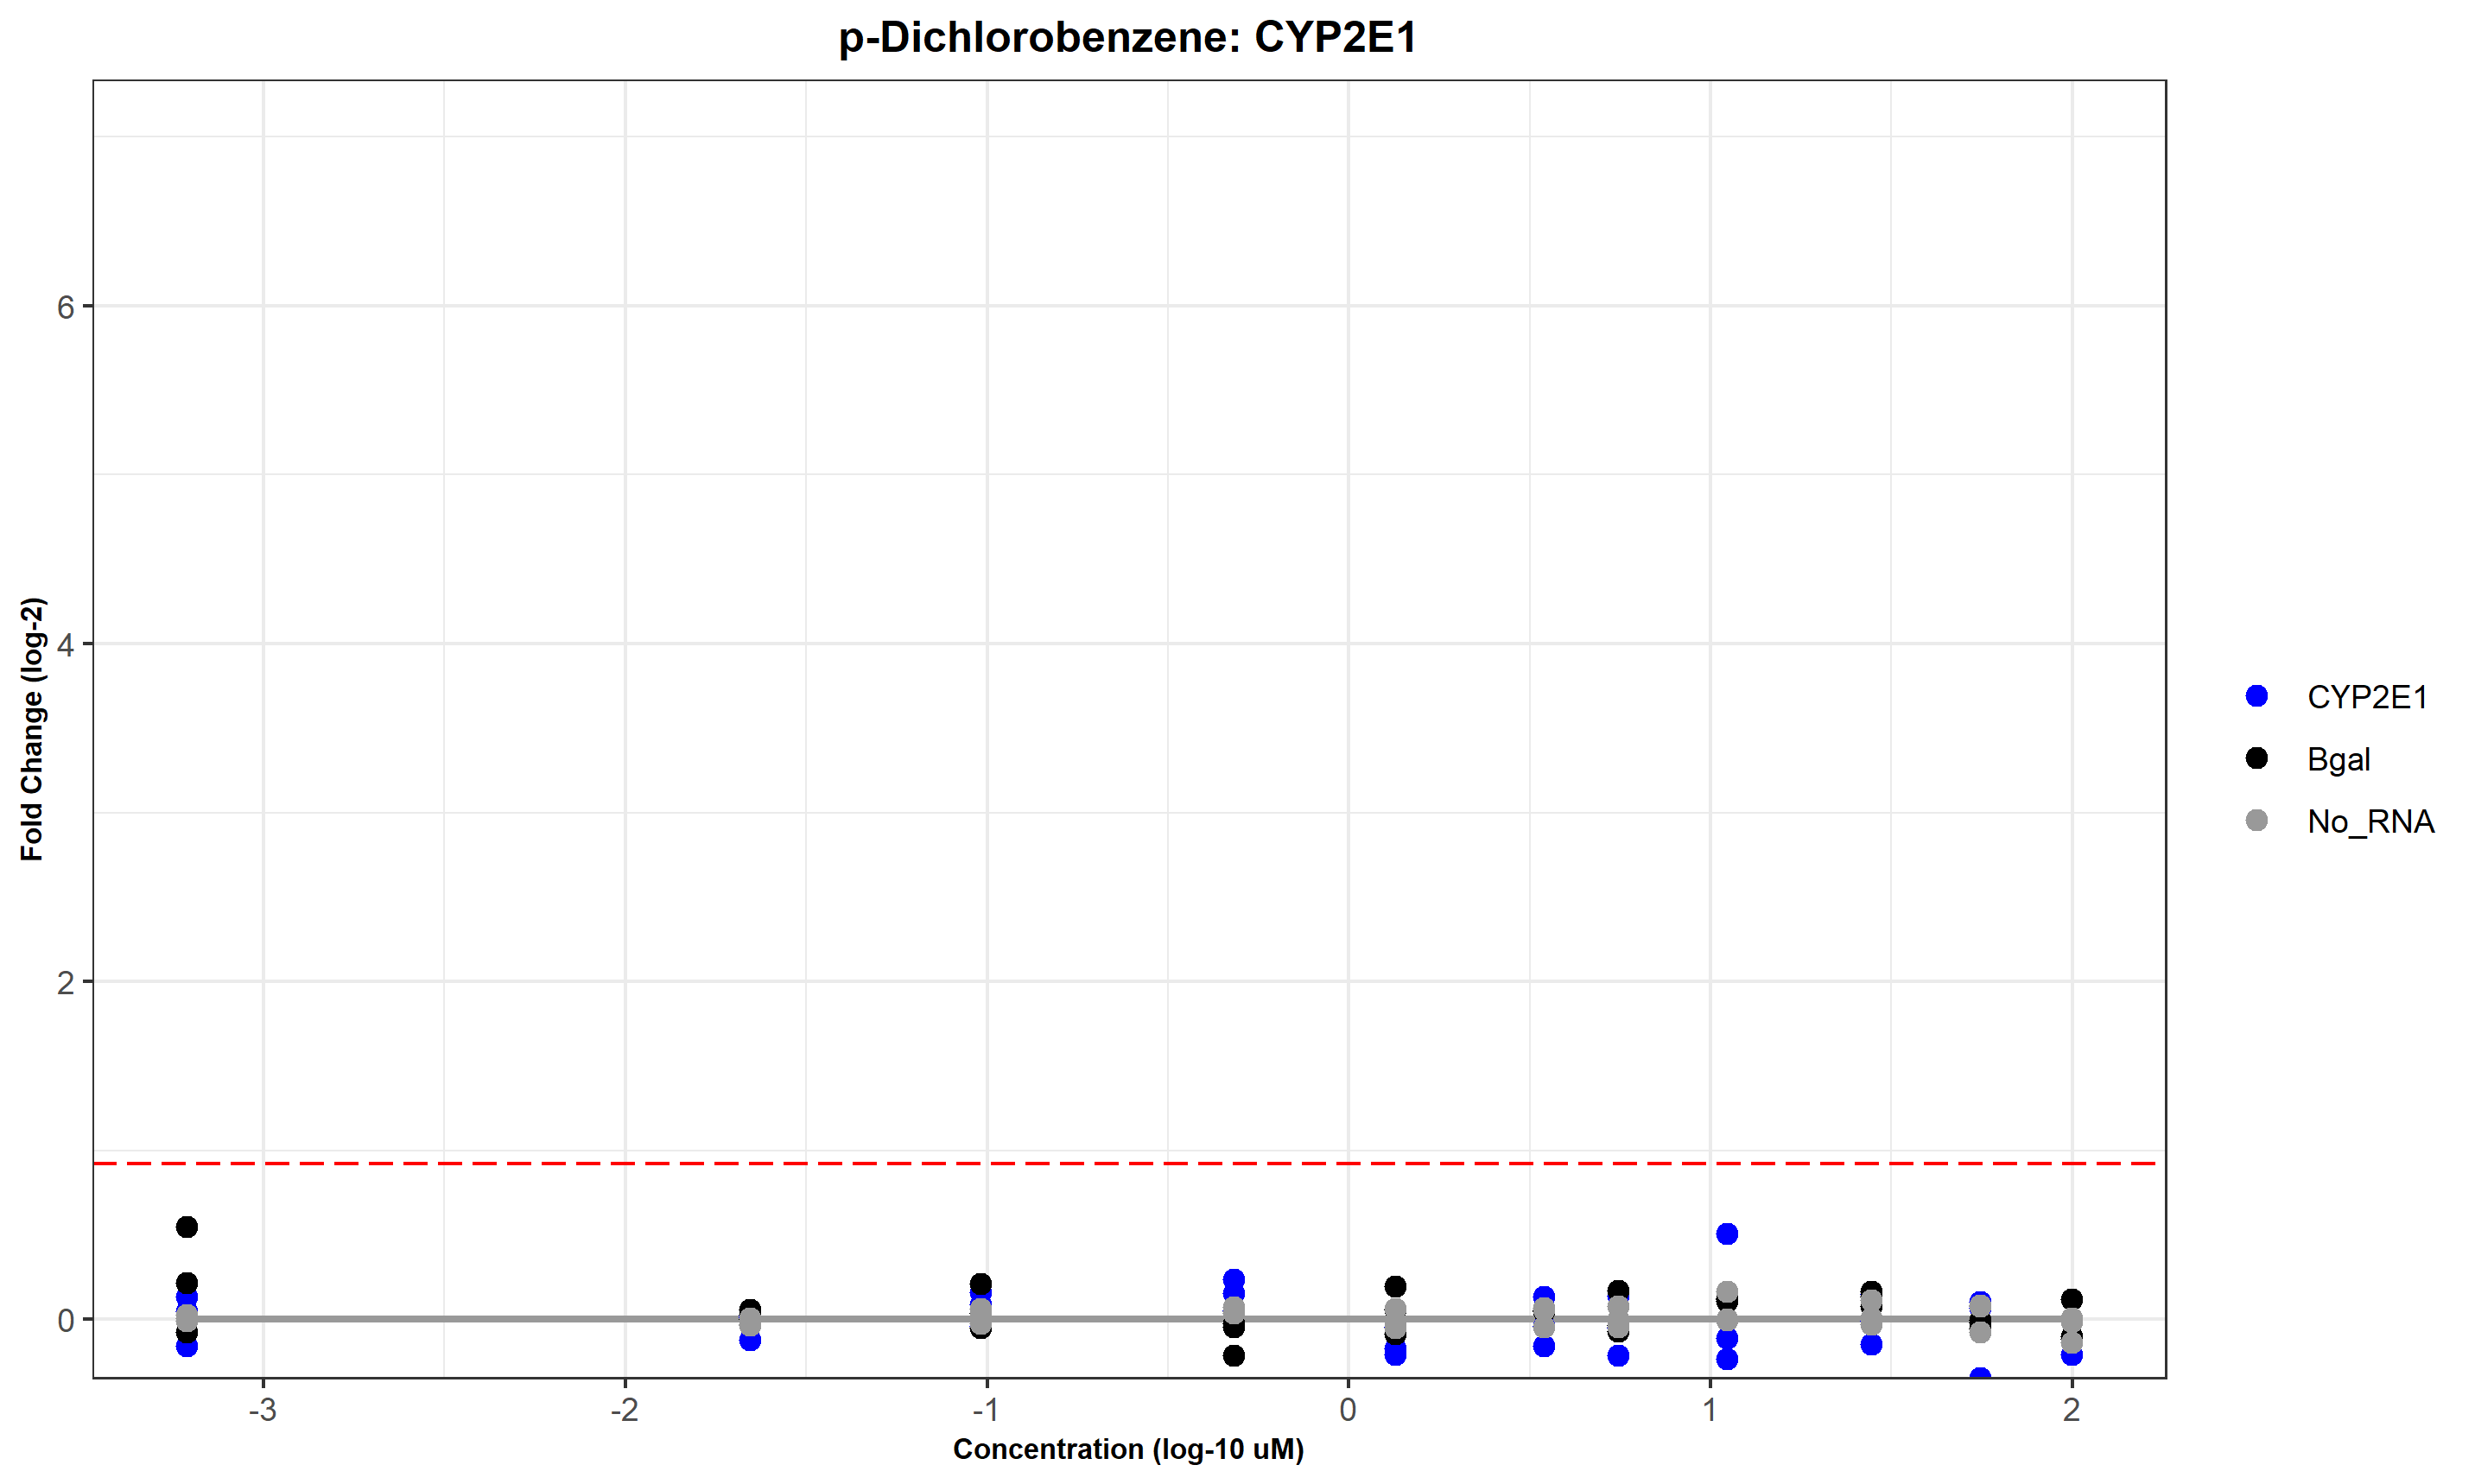 p-Dichlorobenzene: CYP2E1
Fold Change (log-2)
6
4
2
0
-3
-2
-1
0
1
2
Concentration (log-10 uM)
CYP2E1
Bgal
No_RNA